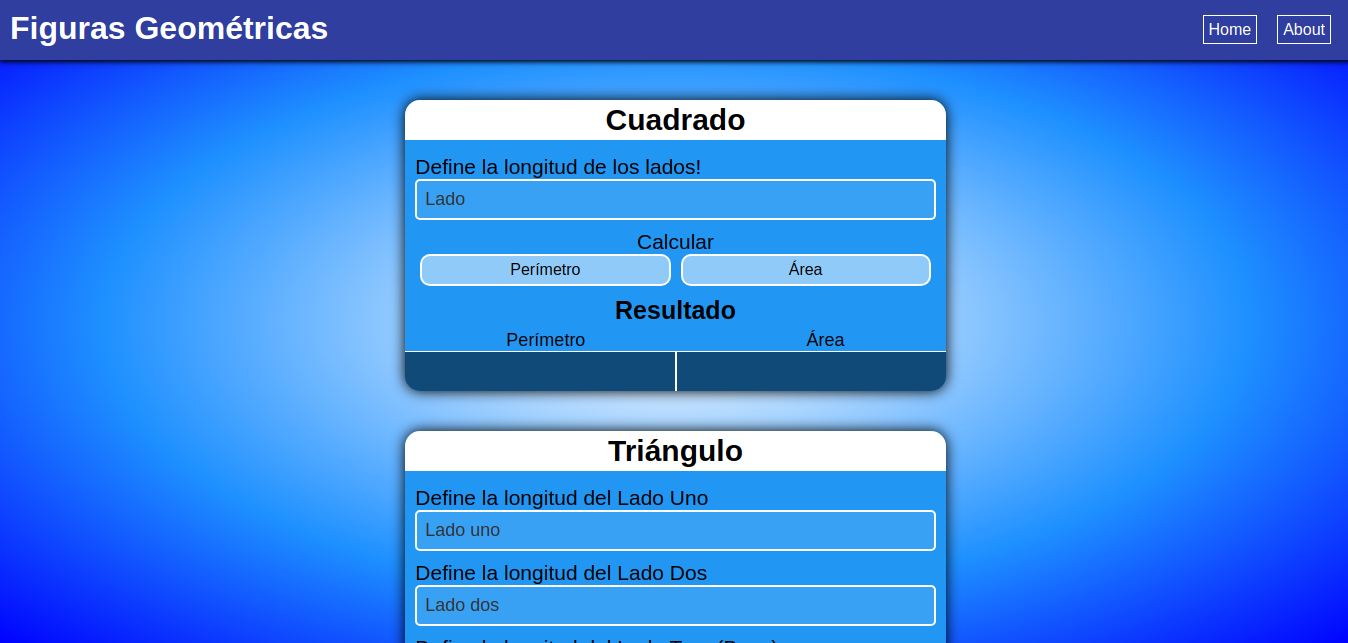 Figuras Geométricas
Home About
Cuadrado
Define la longitud de los lados!
Lado
Calcular
Perímetro Área
Resultado
Perímetro Área
Triángulo
Define la longitud del Lado Uno
Lado uno
Define la longitud del Lado Dos
Lado dos